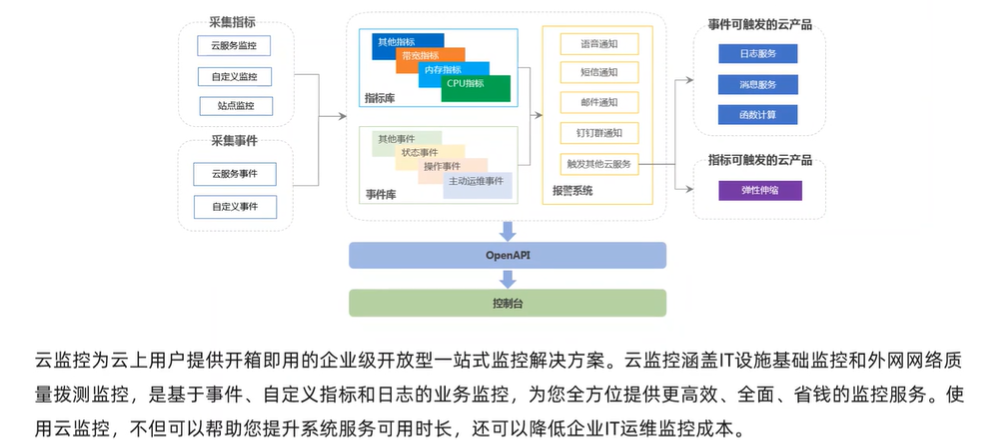 采集指标
云服务监控
自定义监控
站点监控
采集事件
云服务事件
自定义事件
其他指标
带宽指标
内存指标
CPU指标
指标库
其他事件
状态事件
操作事件
主动运维事件
事件库
语音通知
短信通知
邮件通知
钉钉群通知
触发其他云服务
报警系统
事件可触发的云产品
日志服务
消息服务
函数计算
指标可触发的云产品
弹性伸缩
OpenAPI
控制台
云监控为云上用户提供开箱即用的企业级开放型一站式监控解决方案。云监控涵盖IT设施基础监控和外网网络质
量拨测监控，是基于事件、自定义指标和日志的业务监控，为您全方位提供更高效、全面、省钱的监控服务。使
用云监控，不但可以帮助您提升系统服务可用时长，还可以降低企业IT运维监控成本。